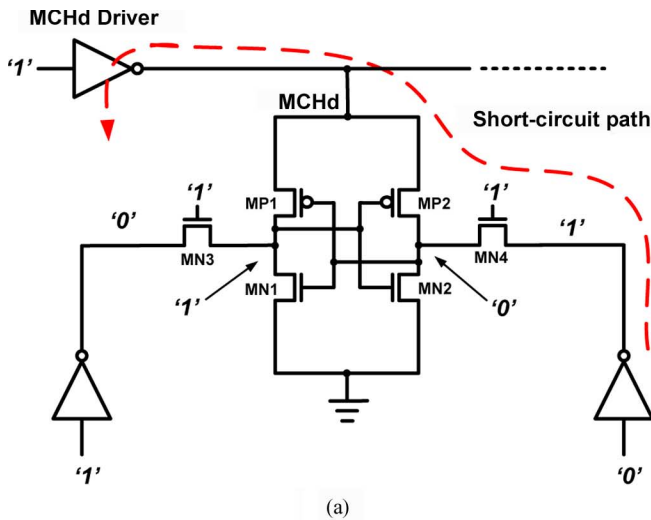 MCHd Driver
‘1’
MCHd
Short-circuit path
‘1’
‘1’
‘0’
MP1
MP2
‘1’
MN3
MN4
‘1’
MN1
MN2
‘0’
‘1’
‘0’
(a)